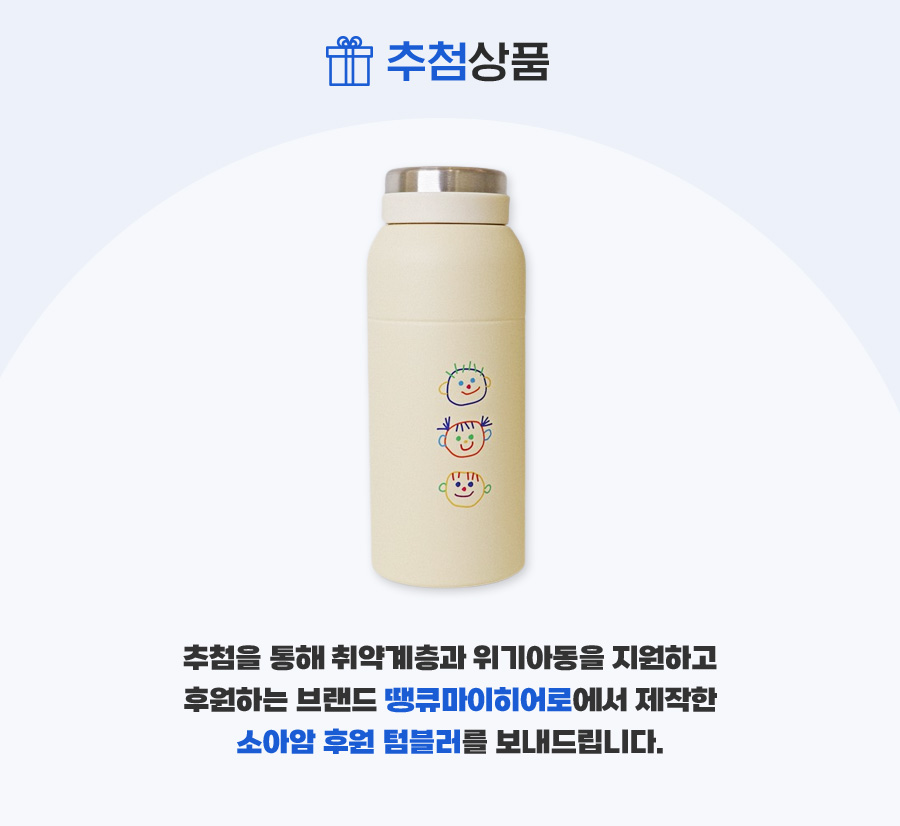 추첨상품
추첨을 통해 취약계층과 위기아동을 지원하고
후원하는 브랜드 땡큐마이히어로에서 제작한
소아암 후원 텀블러를 보내드립니다.